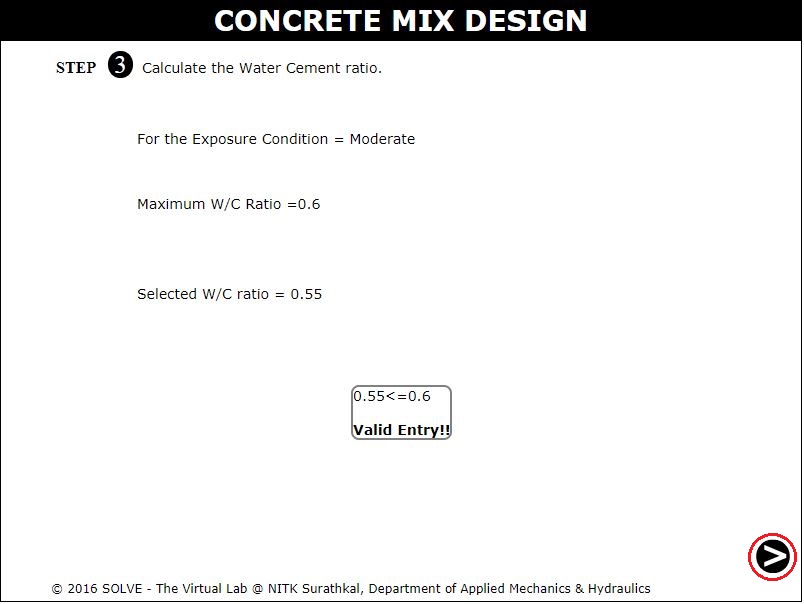 CONCRETE MIX DESIGN
STEP 3 Calculate the Water Cement ratio.
For the Exposure Condition = Moderate
Maximum W/C Ratio =0.6
Selected W/C ratio = 0.55
0.55<=0.6
Valid Entry!!
>
© 2016 SOLVE - The Virtual Lab @ NITK Surathkal, Department of Applied Mechanics & Hydraulics